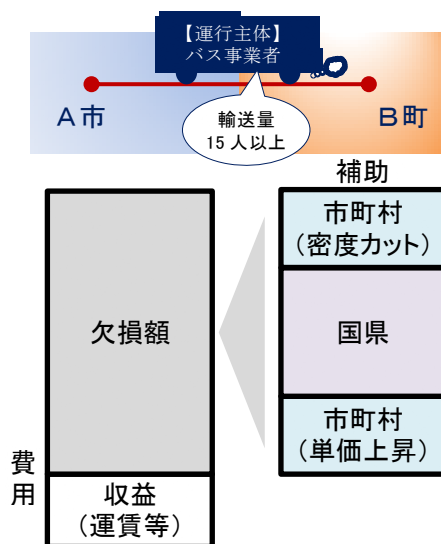 【運行主体】
バス事業者
A市
B町
輸送量
15人以上
補助
市町村
（密度カット）
欠損額
国県
市町村
（単価上昇）
費用
収益
（運賃等）